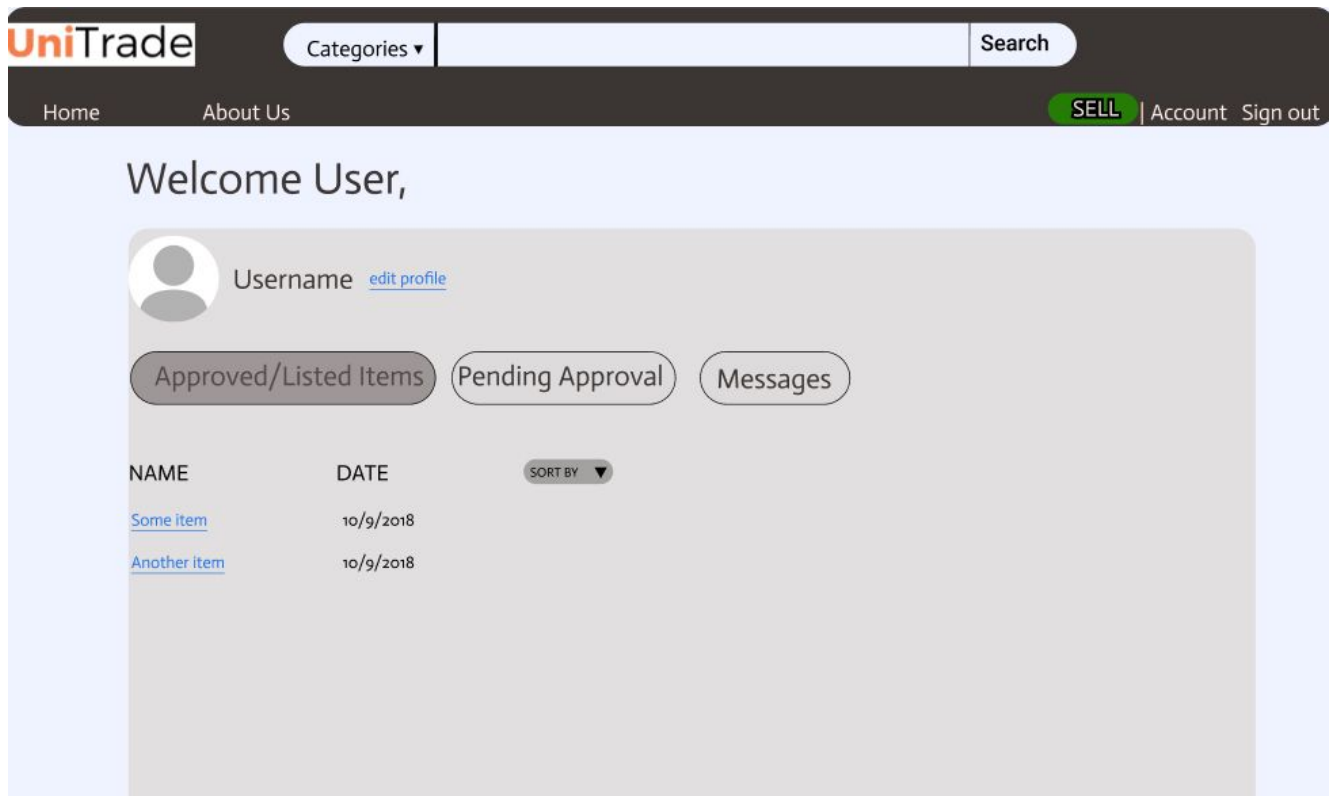 UniTrade
Categories ▾
Search
Home
About Us
SELL | Account Sign out
Welcome User,
Username edit profile
Approved/Listed Items
Pending Approval
Messages
NAME DATE SORT BY ▼
Some item 10/9/2018
Another item 10/9/2018